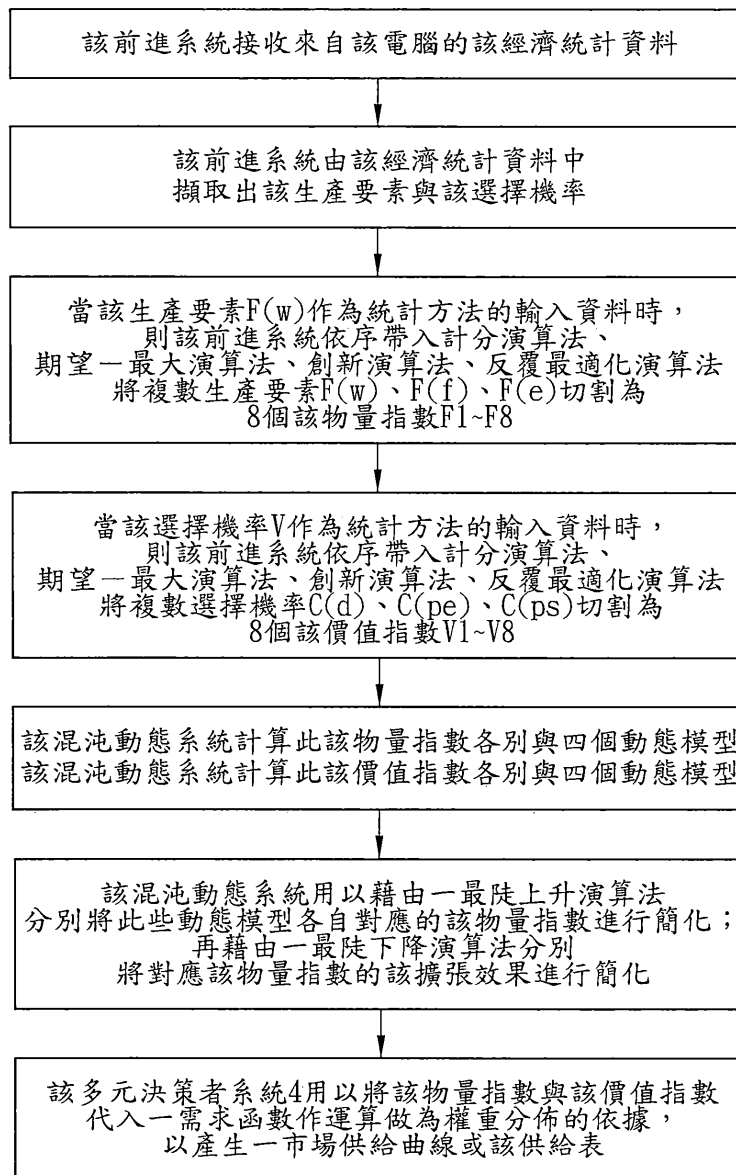 該前進系統接收來自該電腦的該經濟統計資料
該前進系統由該經濟統計資料中
擷取出該生產要素與該選擇機率
當該生產要素F(w)作為統計方法的輸入資料時，
則該前進系統依序帶入計分演算法、
期望－最大演算法、創新演算法、反覆最適化演算法
將複數生產要素F(w)、F(f)、F(e)切割為
8個該物量指數F1~F8
當該選擇機率V作為統計方法的輸入資料時，
則該前進系統依序帶入計分演算法、
期望－最大演算法、創新演算法、反覆最適化演算法
將複數選擇機率C(d)、C(pe)、C(ps)切割為
8個該價值指數V1~V8
該混沌動態系統計算此該物量指數各別與四個動態模型
該混沌動態系統計算此該價值指數各別與四個動態模型
該混沌動態系統用以藉由一最陡上升演算法
分別將此些動態模型各自對應的該物量指數進行簡化；
再藉由一最陡下降演算法分別
將對應該物量指數的該擴張效果進行簡化
該多元決策者系統4用以將該物量指數與該價值指數
代入一需求函數作運算做為權重分佈的依據，
以產生一市場供給曲線或該供給表